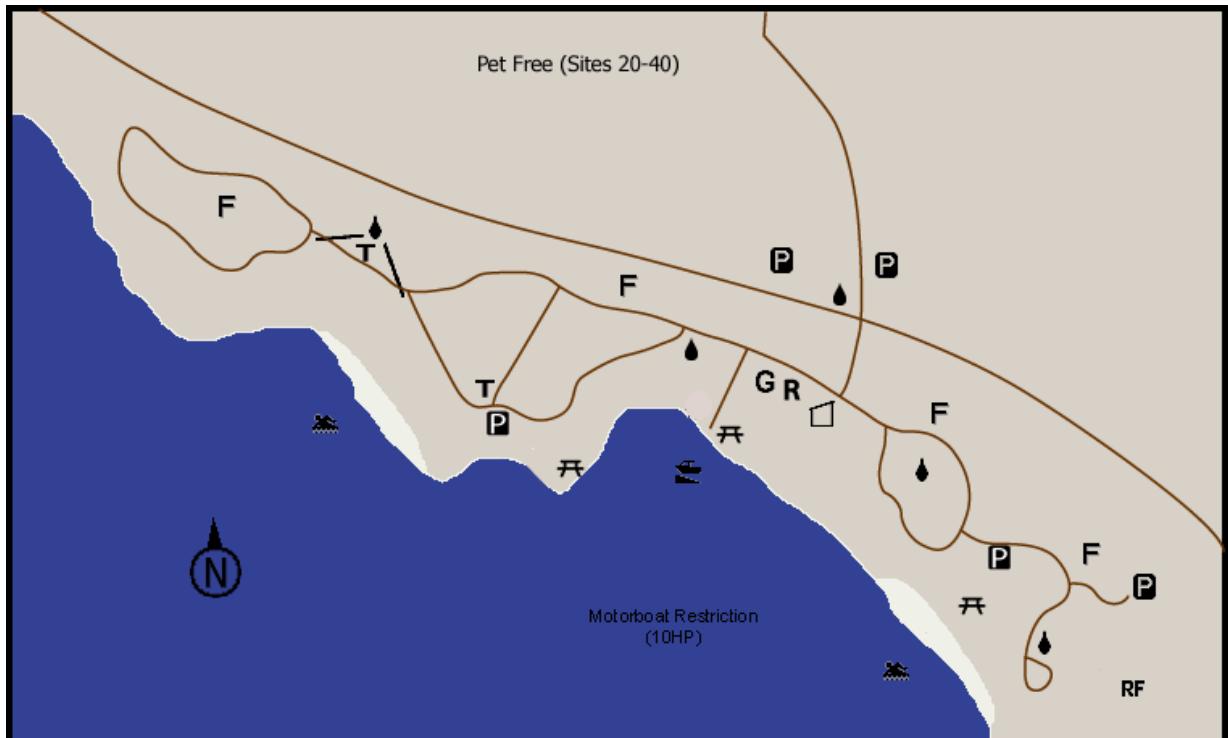 Pet Free (Sites 20-40)
F
T
F
P
P
T
P
G R
F
N
P
F
P
Motorboat Restriction
(10HP)
RF